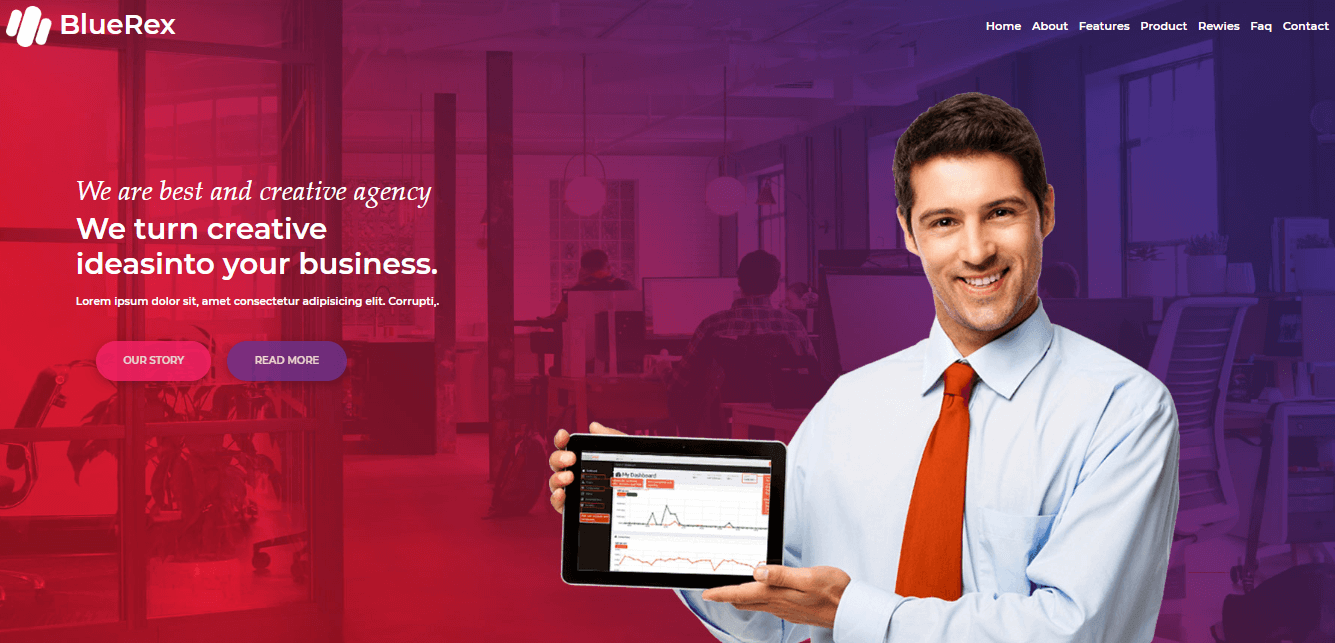 BlueRex
Home About Features Product Rewies Faq Contact
We are best and creative agency
We turn creative
ideasinto your business.
Lorem ipsum dolor sit, amet consectetur adipisicing elit. Corrupti,.
OUR STORY READ MORE
My Dashboard